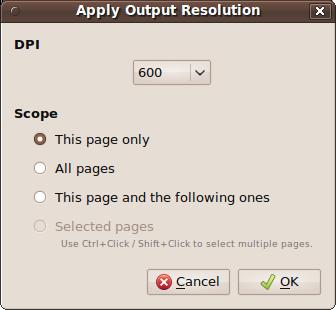 Apply Output Resolution
DPI
600
Scope
This page only
All pages
This page and the following ones
Selected pages
Use Ctrl+Click / Shift+Click to select multiple pages.
Cancel
OK